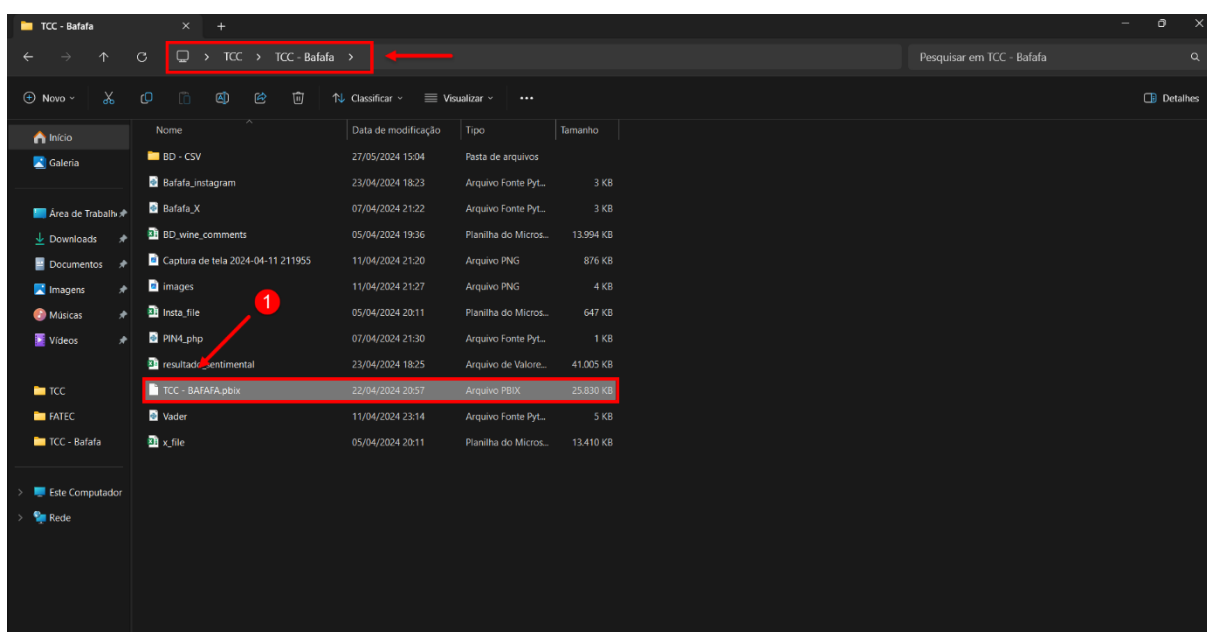 TCC - Bafafa
TCC > TCC - Bafafa >
Pesquisar em TCC - Bafafa
Novo
Classificar
Visualizar
Detalhes
Nome Data de modificação Tipo Tamanho
Início
Galeria
Área de Trabalh
Downloads
Documentos
Imagens
Músicas
Vídeos
TCC
FATEC
TCC - Bafafa
Este Computador
Rede
BD - CSV 27/05/2024 15:04 Pasta de arquivos
Bafafa_instagram 23/04/2024 18:23 Arquivo Fonte Pyt... 3 KB
Bafafa_X 07/04/2024 21:22 Arquivo Fonte Pyt... 3 KB
BD_wine_comments 05/04/2024 19:36 Planilha do Micros... 13.994 KB
Captura de tela 2024-04-11 211955 11/04/2024 21:20 Arquivo PNG 876 KB
images 11/04/2024 21:27 Arquivo PNG 4 KB
1
Insta_file 05/04/2024 20:11 Planilha do Micros... 647 KB
PIN4_php 07/04/2024 21:30 Arquivo Fonte Pyt... 1 KB
resultado_sentimental 23/04/2024 18:25 Arquivo de Valore... 41.005 KB
TCC - BAFAFA.pbix 22/04/2024 20:57 Arquivo PBIX 25.830 KB
Vader 11/04/2024 23:14 Arquivo Fonte Pyt... 5 KB
x_file 05/04/2024 20:11 Planilha do Micros... 13.410 KB